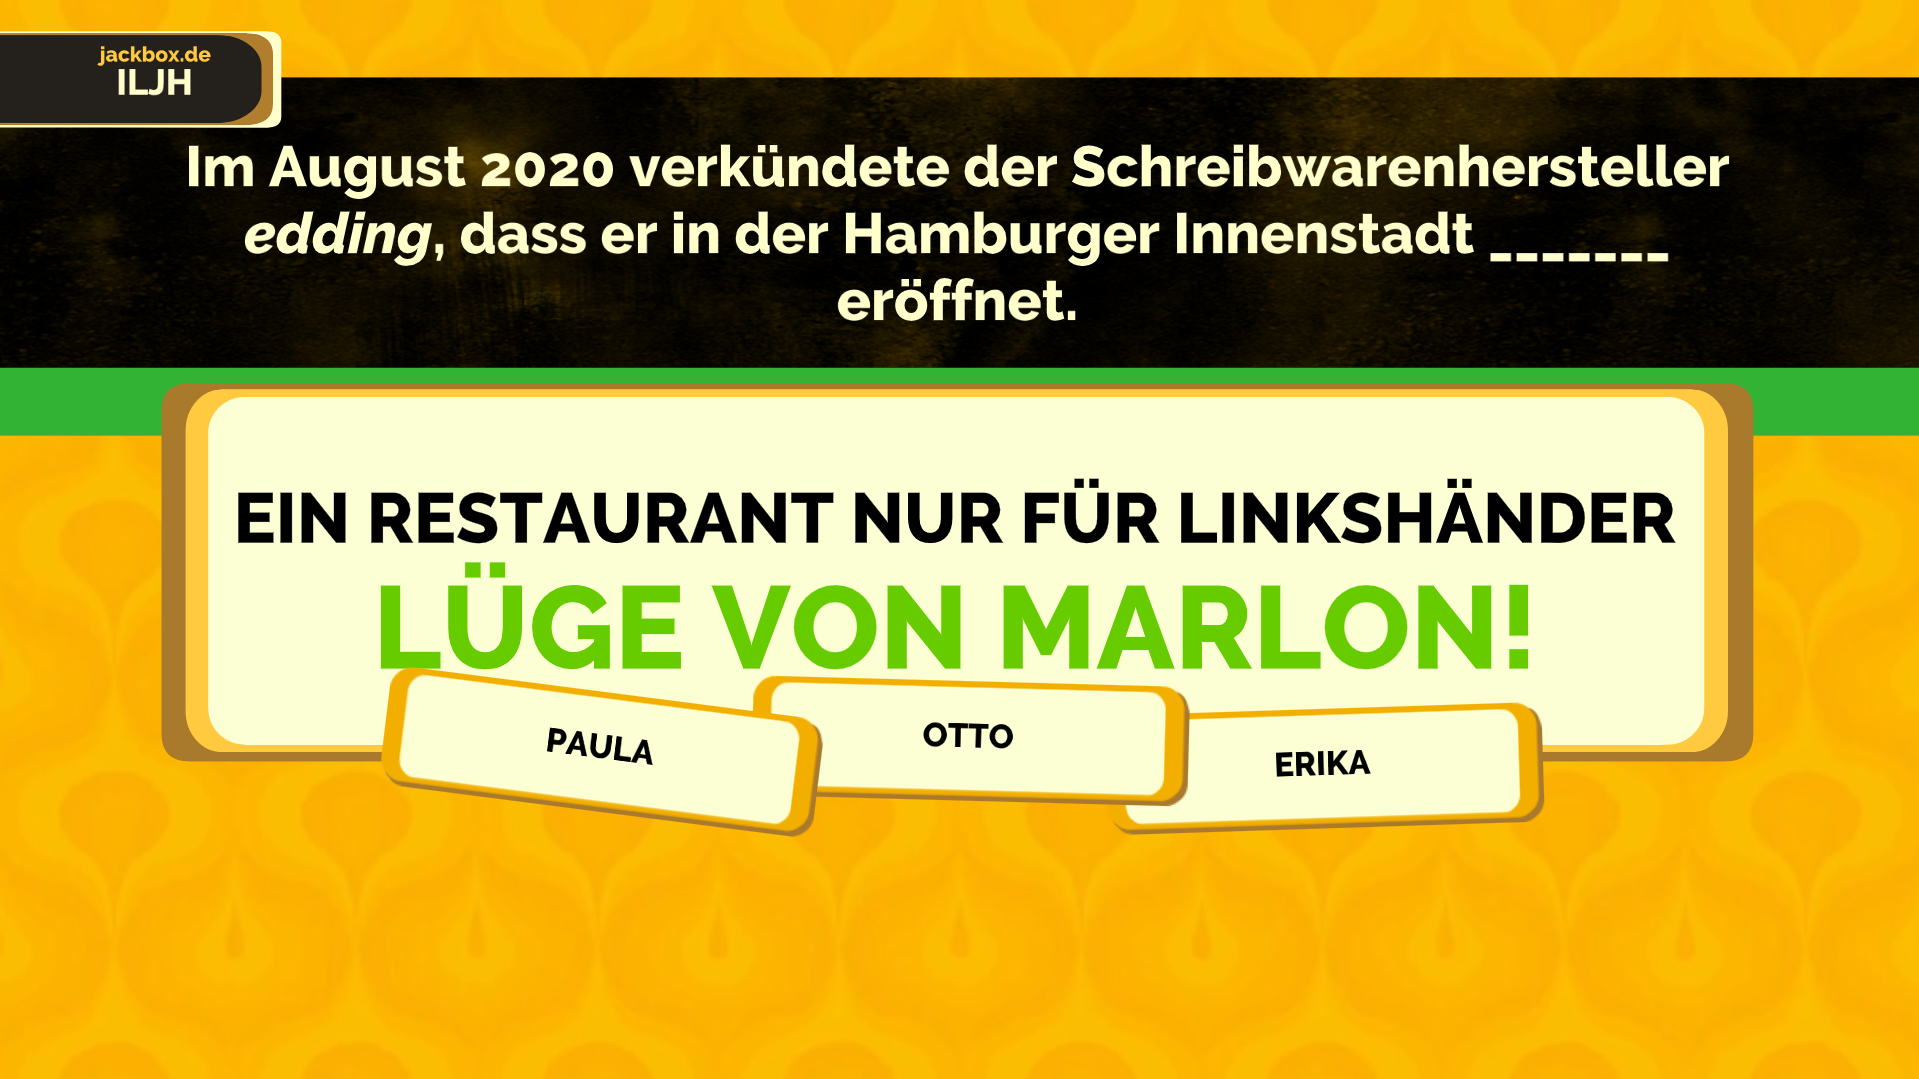 jackbox.de
ILJH
Im August 2020 verkündete der Schreibwarenhersteller
edding, dass er in der Hamburger Innenstadt _______
eröffnet.
EIN RESTAURANT NUR FÜR LINKSHÄNDER
LÜGE VON MARLON!
PAULA
OTTO
ERIKA